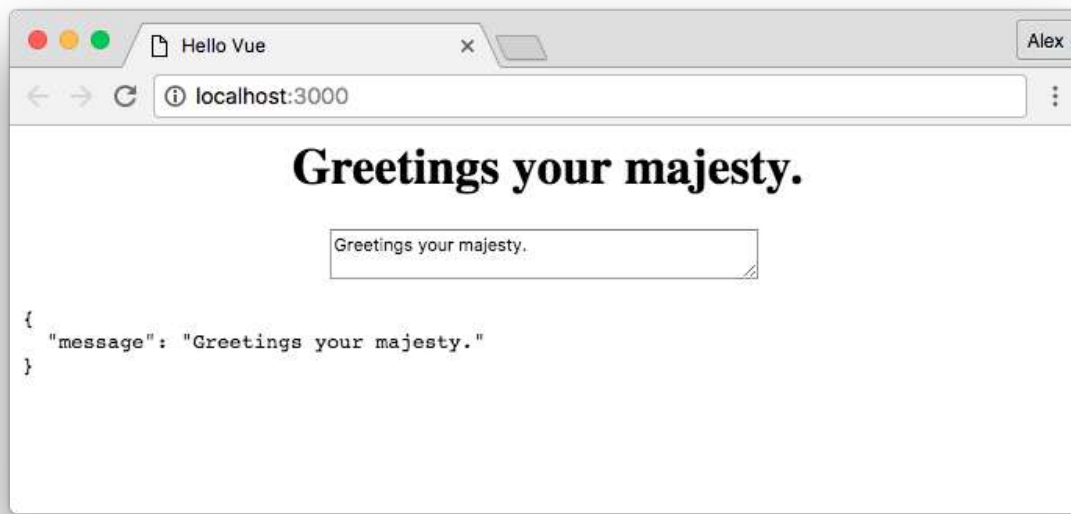 Hello Vue
Alex
localhost:3000
Greetings your majesty.
Greetings your majesty.
{
"message": "Greetings your majesty."
}